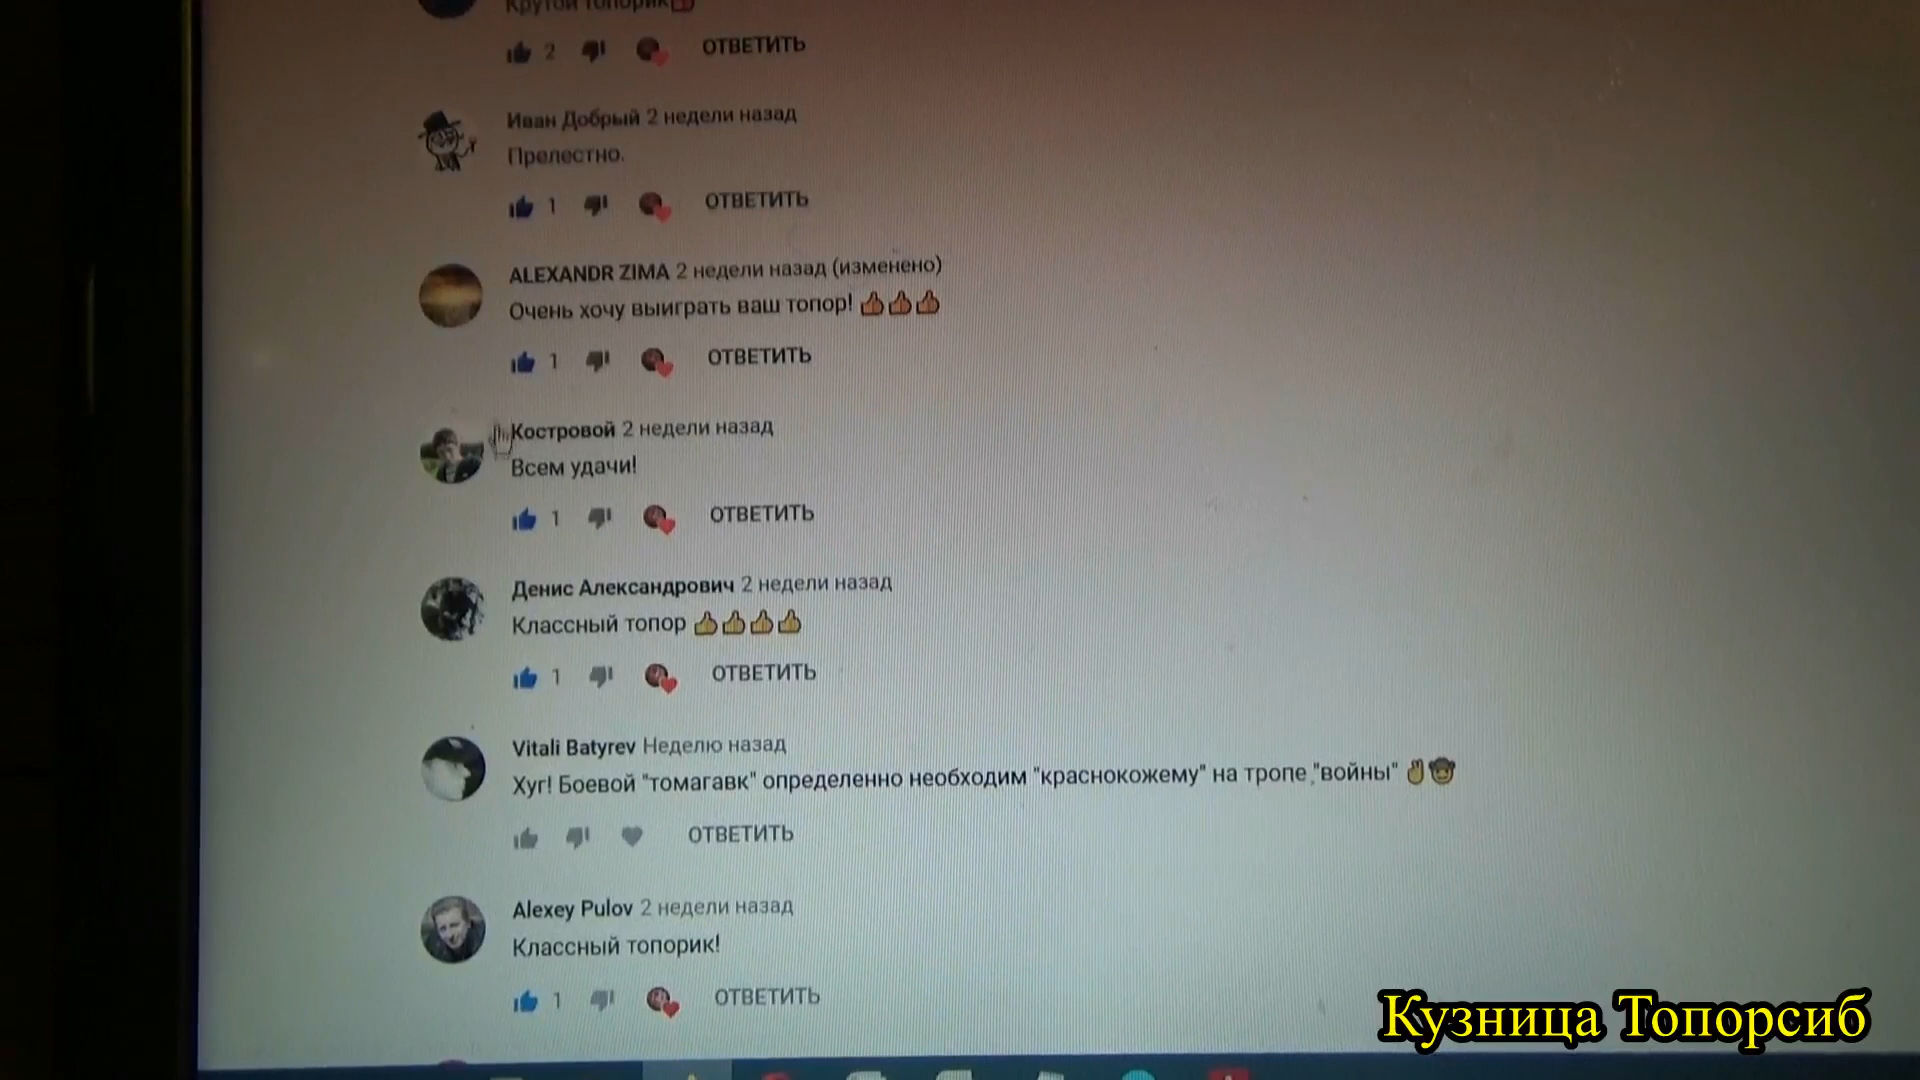 Крутой топорик
2 ОТВЕТИТЬ
Иван Добрый 2 недели назад
Прелестно.
1 ОТВЕТИТЬ
ALEXANDR ZIMA 2 недели назад (изменено)
Очень хочу выиграть ваш топор! 👍👍👍
1 ОТВЕТИТЬ
Костровой 2 недели назад
Всем удачи!
1 ОТВЕТИТЬ
Денис Александрович 2 недели назад
Классный топор 👍👍👍👍
1 ОТВЕТИТЬ
Vitali Batyrev Неделю назад
Хуг! Боевой "томагавк" определенно необходим "краснокожему" на тропе "войны" ✌🤠
ОТВЕТИТЬ
Alexey Pulov 2 недели назад
Классный топорик!
1 ОТВЕТИТЬ
Кузница Топорсиб